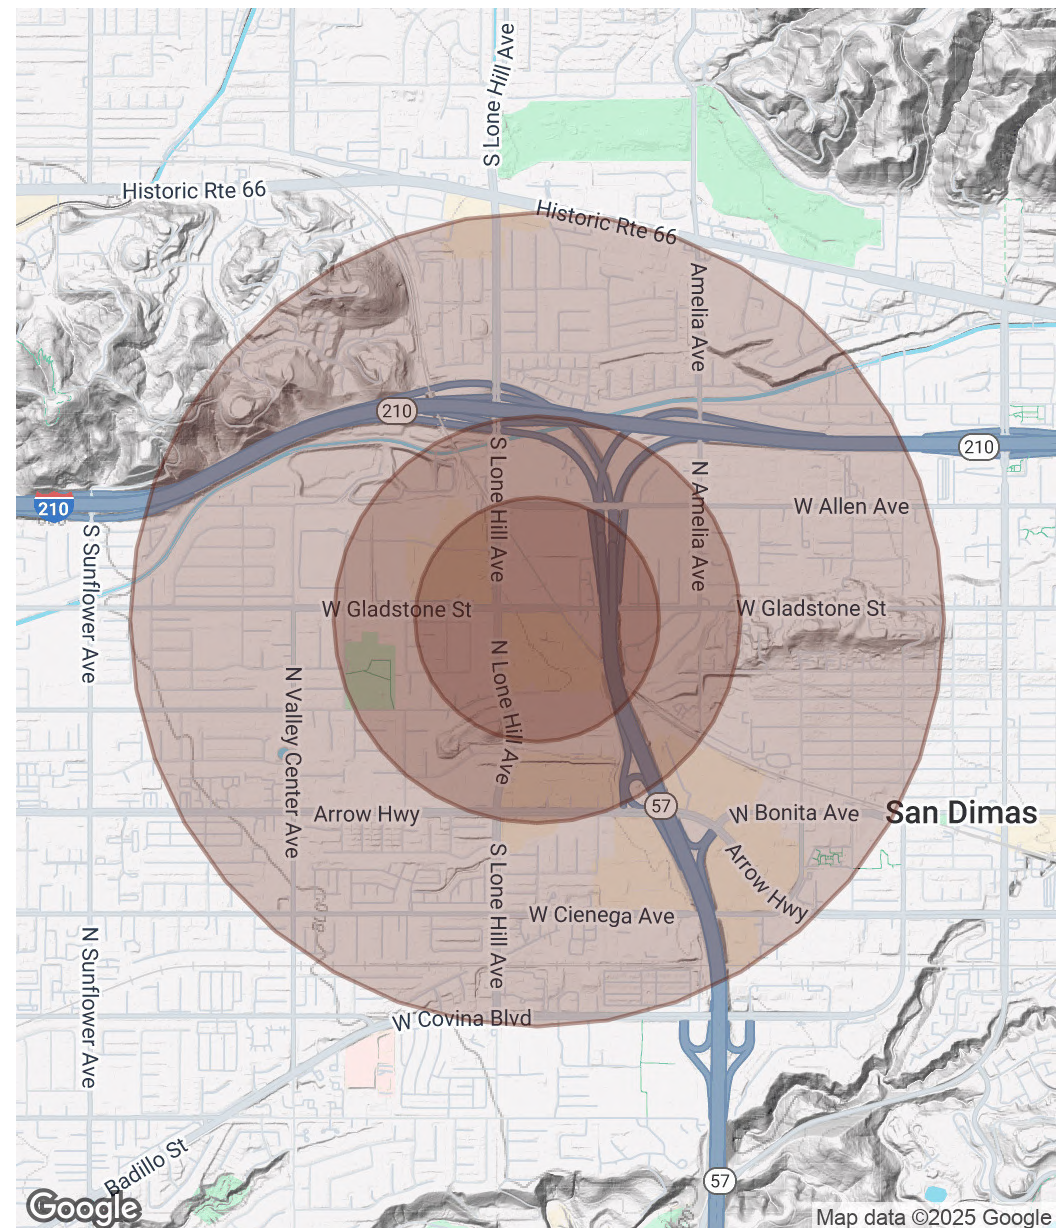 S Lone Hill Ave
Historic Rte 66
Historic Rte 66
Amelia Ave
210
210
S Lone Hill Ave
N Amelia Ave
W Allen Ave
210
S Sunflower Ave
W Gladstone St
W Gladstone St
N Lone Hill Ave
N Valley Center Ave
57
Arrow Hwy
W Bonita Ave
San Dimas
S Lone Hill Ave
Arrow Hwy
W Cienega Ave
N Sunflower Ave
W Covina Blvd
Badillo St
57
Google
Map data ©2025 Google